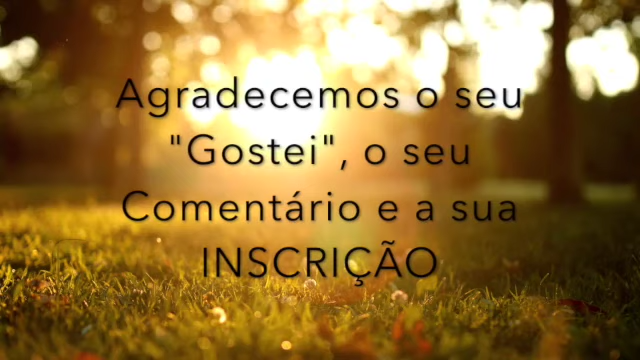 Agradecemos o seu
"Gostei", o seu
Comentário e a sua
INSCRIÇÃO